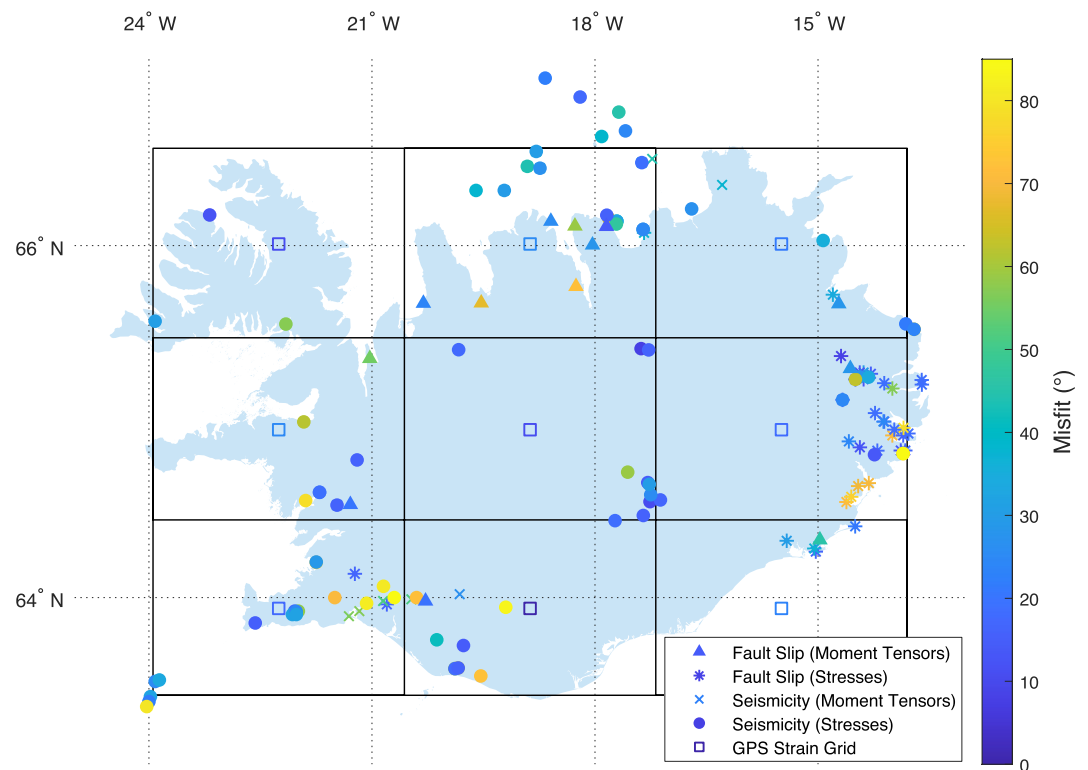 24° W 21° W 18° W 15° W
66° N
64° N
80
70
60
50
40
30
20
10
0
Misfit (°)
Fault Slip (Moment Tensors)
Fault Slip (Stresses)
Seismicity (Moment Tensors)
Seismicity (Stresses)
GPS Strain Grid